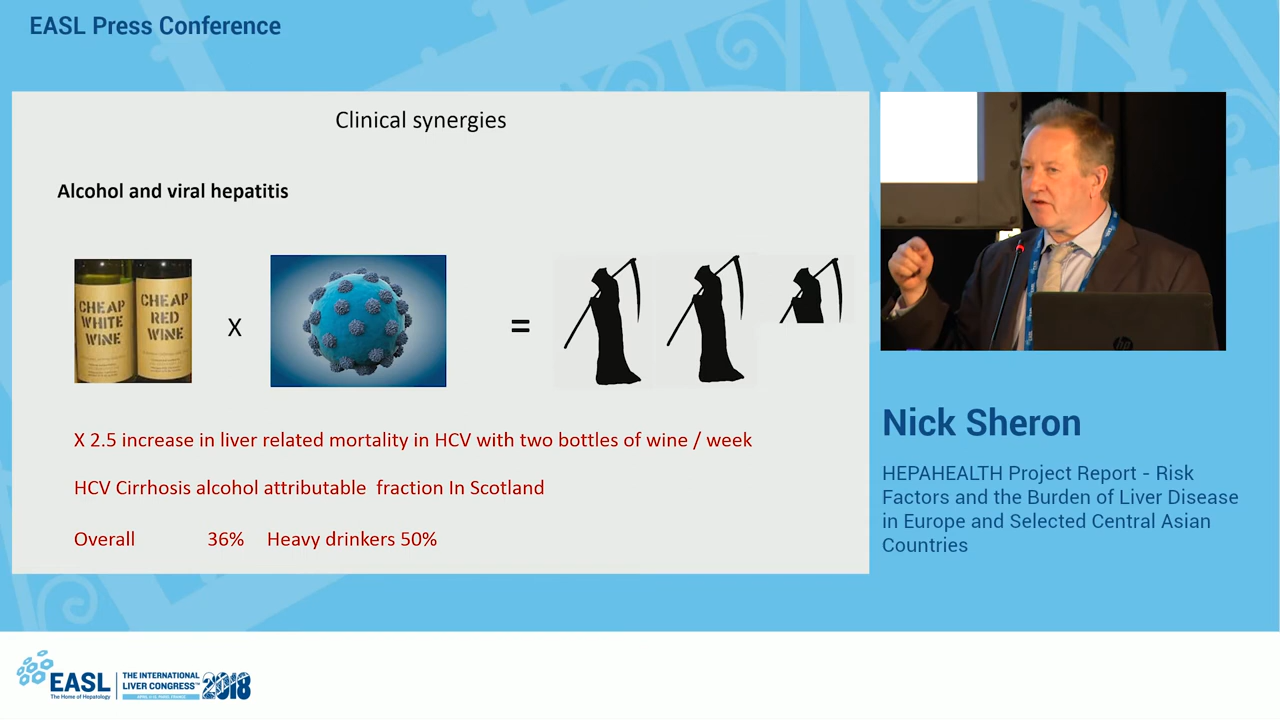 EASL Press Conference
Clinical synergies
Alcohol and viral hepatitis
CHEAP
WHITE
WINE
CHEAP
RED
WINE
X
=
X 2.5 increase in liver related mortality in HCV with two bottles of wine / week
HCV Cirrhosis alcohol attributable fraction In Scotland
Overall 36% Heavy drinkers 50%
hp
Nick Sheron
HEPAHEALTH Project Report - Risk
Factors and the Burden of Liver Disease
in Europe and Selected Central Asian
Countries
EASL
The Home of Hepatology
THE INTERNATIONAL
LIVER CONGRESS™
2018